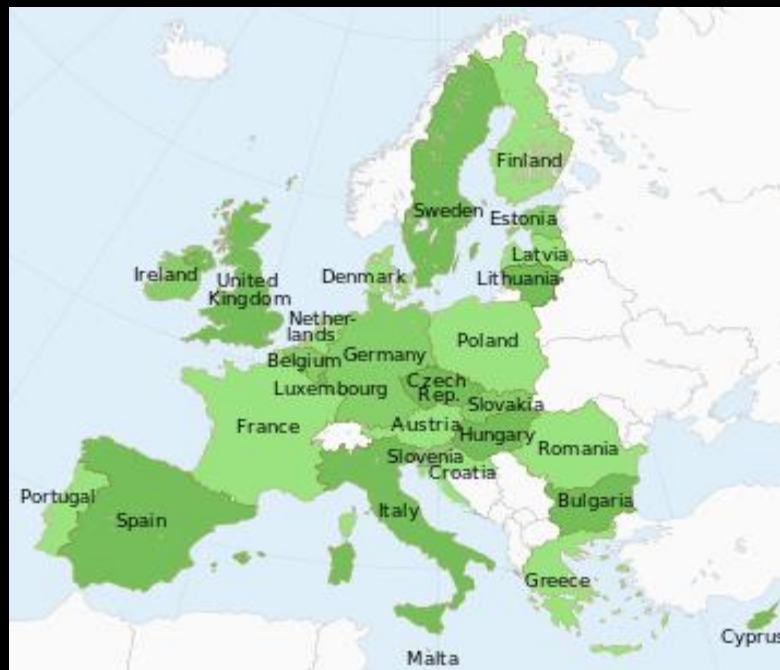 Finland
Sweden
Estonia
Latvia
Lithuania
Denmark
Ireland
United
Kingdom
Nether-
lands
Belgium
Germany
Poland
Luxembourg
Czech
Rep.
Slovakia
France
Austria
Hungary
Slovenia
Croatia
Romania
Portugal
Spain
Italy
Bulgaria
Greece
Cyprus
Malta